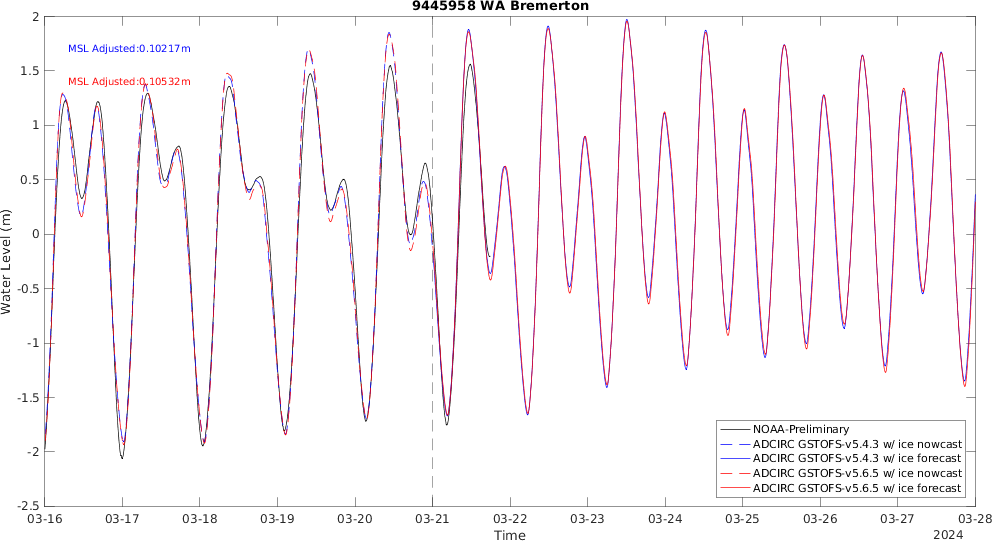 9445958 WA Bremerton
MSL Adjusted:0.10217m
MSL Adjusted:0.10532m
Water Level (m)
2
1.5
1
0.5
0
-0.5
-1
-1.5
-2
-2.5
NOAA-Preliminary
ADCIRC GSTOFS-v5.4.3 w/ ice nowcast
ADCIRC GSTOFS-v5.4.3 w/ ice forecast
ADCIRC GSTOFS-v5.6.5 w/ ice nowcast
ADCIRC GSTOFS-v5.6.5 w/ ice forecast
03-16 03-17 03-18 03-19 03-20 03-21 03-22 03-23 03-24 03-25 03-26 03-27 03-28
Time
2024